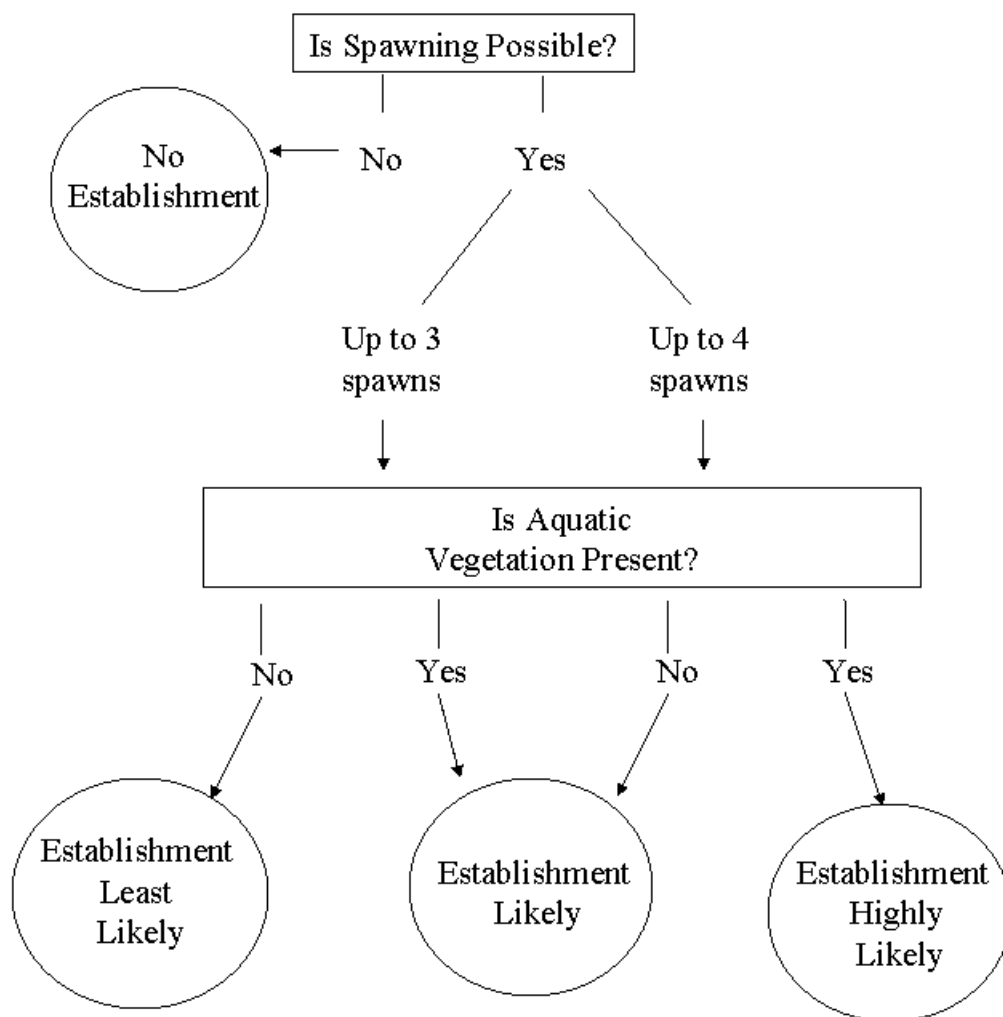 Is Spawning Possible?
No
Establishment
No
Yes
Up to 3
spawns
Up to 4
spawns
Is Aquatic
Vegetation Present?
No
Yes
No
Yes
Establishment
Least
Likely
Establishment
Likely
Establishment
Highly
Likely